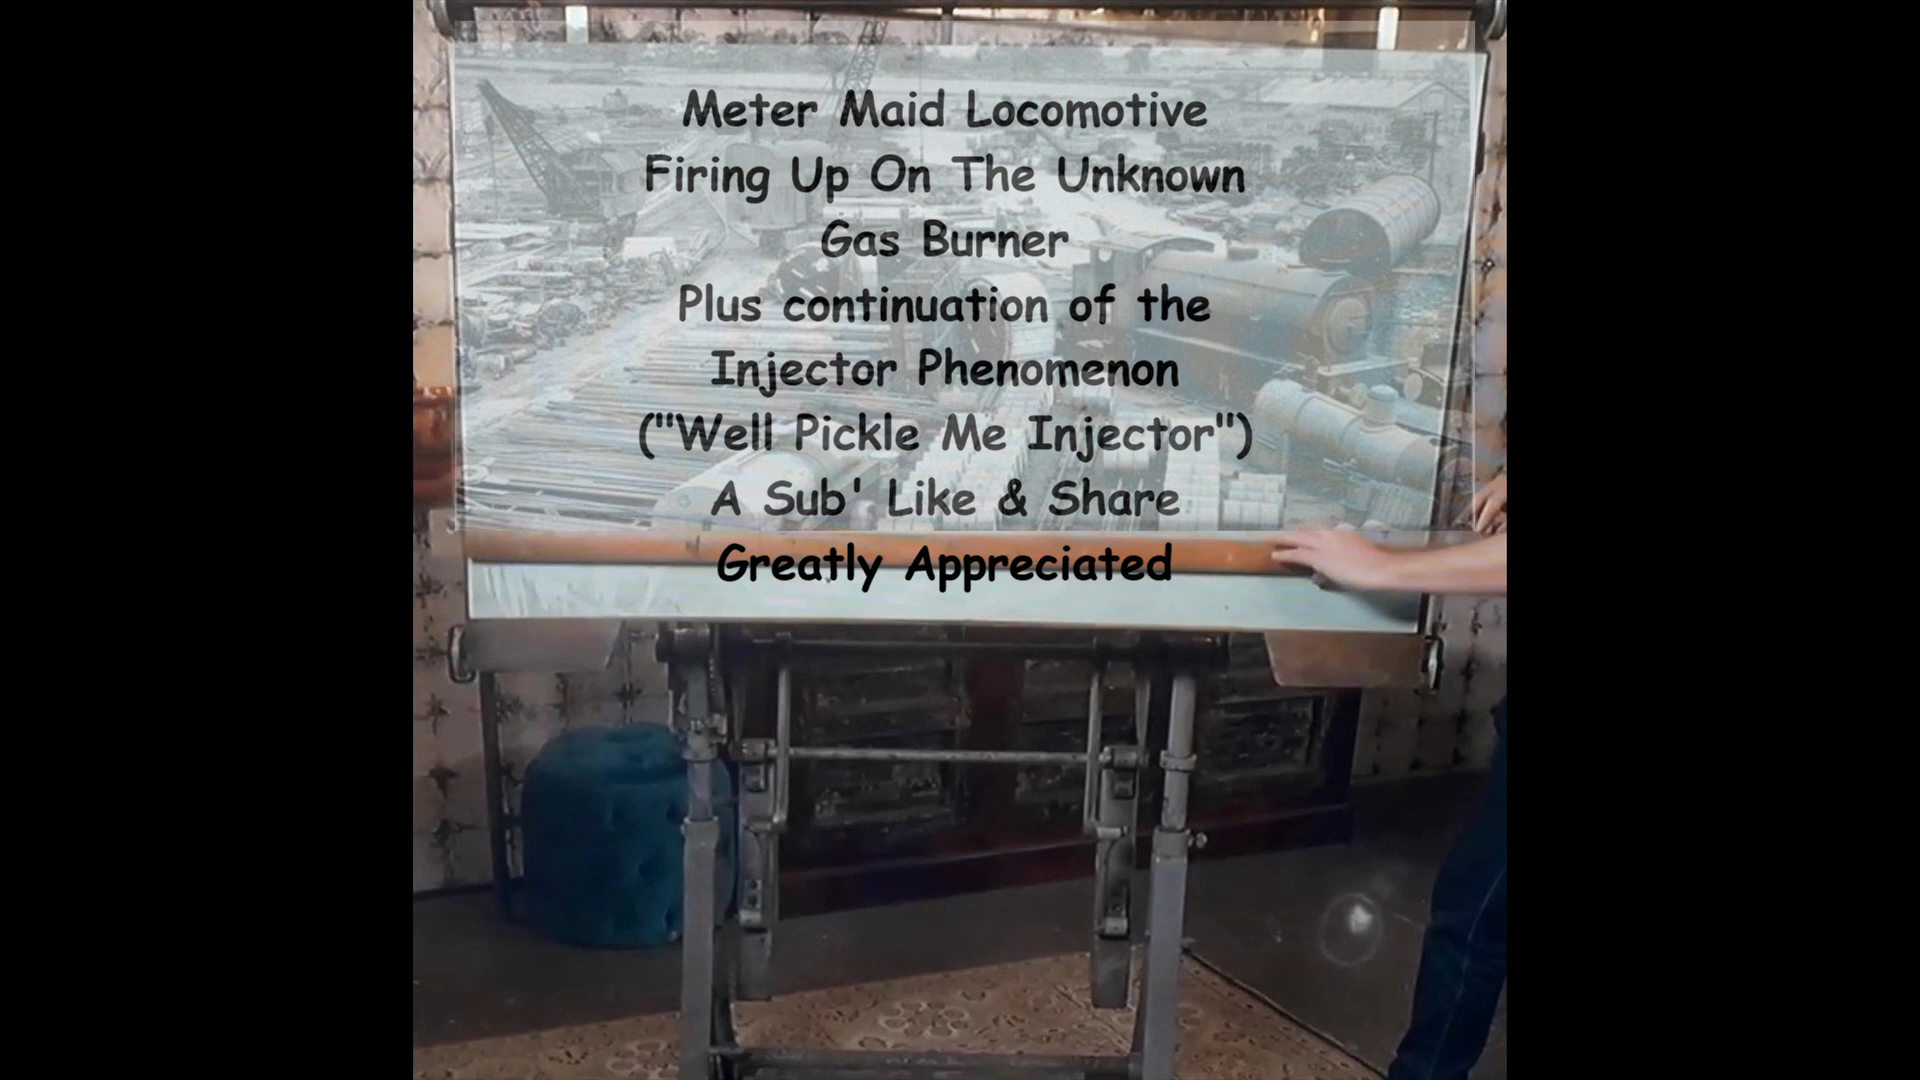 Meter Maid Locomotive
Firing Up On The Unknown
Gas Burner
Plus continuation of the
Injector Phenomenon
("Well Pickle Me Injector")
A Sub' Like & Share
Greatly Appreciated